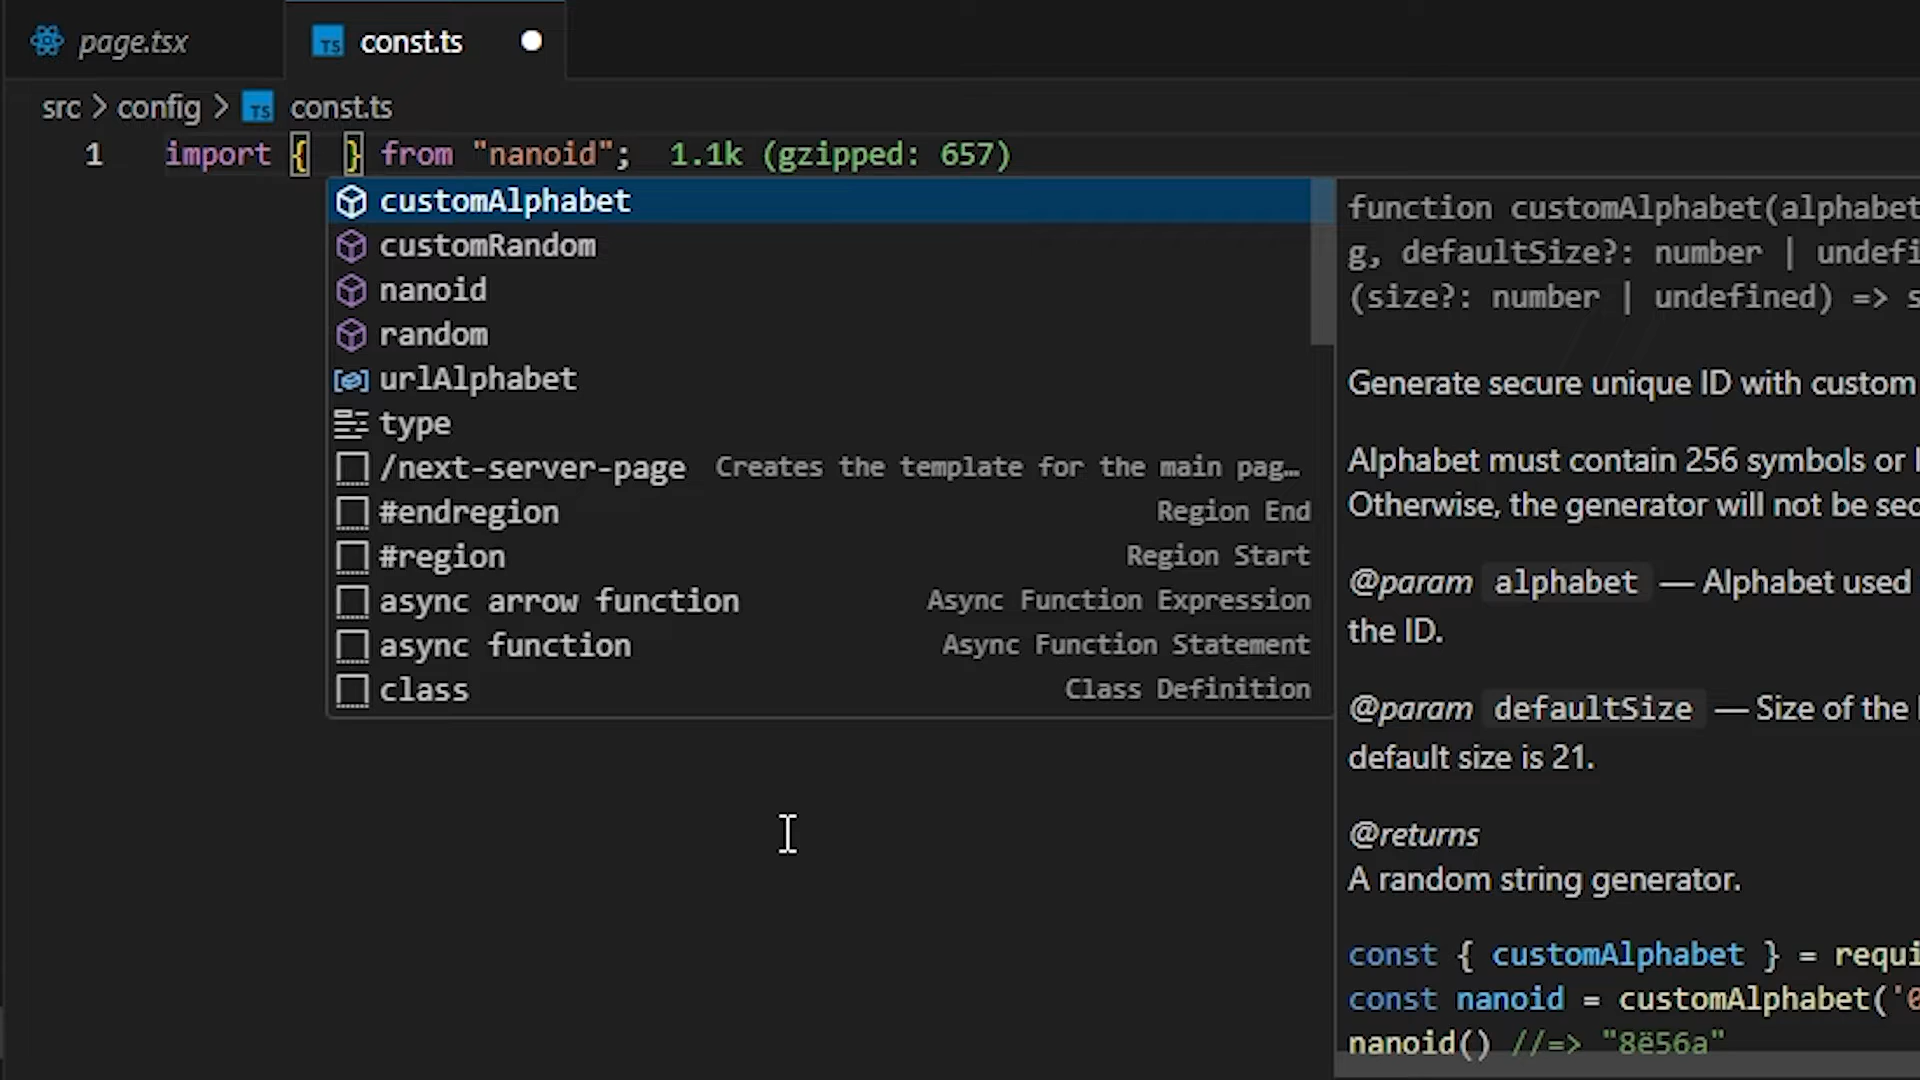 page.tsx
TS const.ts
src > config > TS const.ts
1 import {  } from "nanoid"; 1.1k (gzipped: 657)
customAlphabet
customRandom
nanoid
random
urlAlphabet
type
/next-server-page Creates the template for the main pag…
#endregion Region End
#region Region Start
async arrow function Async Function Expression
async function Async Function Statement
class Class Definition
function customAlphabet(alphabet
g, defaultSize?: number | undefi
(size?: number | undefined) => s
Generate secure unique ID with custom
Alphabet must contain 256 symbols or l
Otherwise, the generator will not be sec
@param alphabet — Alphabet used
the ID.
@param defaultSize — Size of the
default size is 21.
@returns
A random string generator.
const { customAlphabet } = requi
const nanoid = customAlphabet('0
nanoid() //=> "8ë56a"